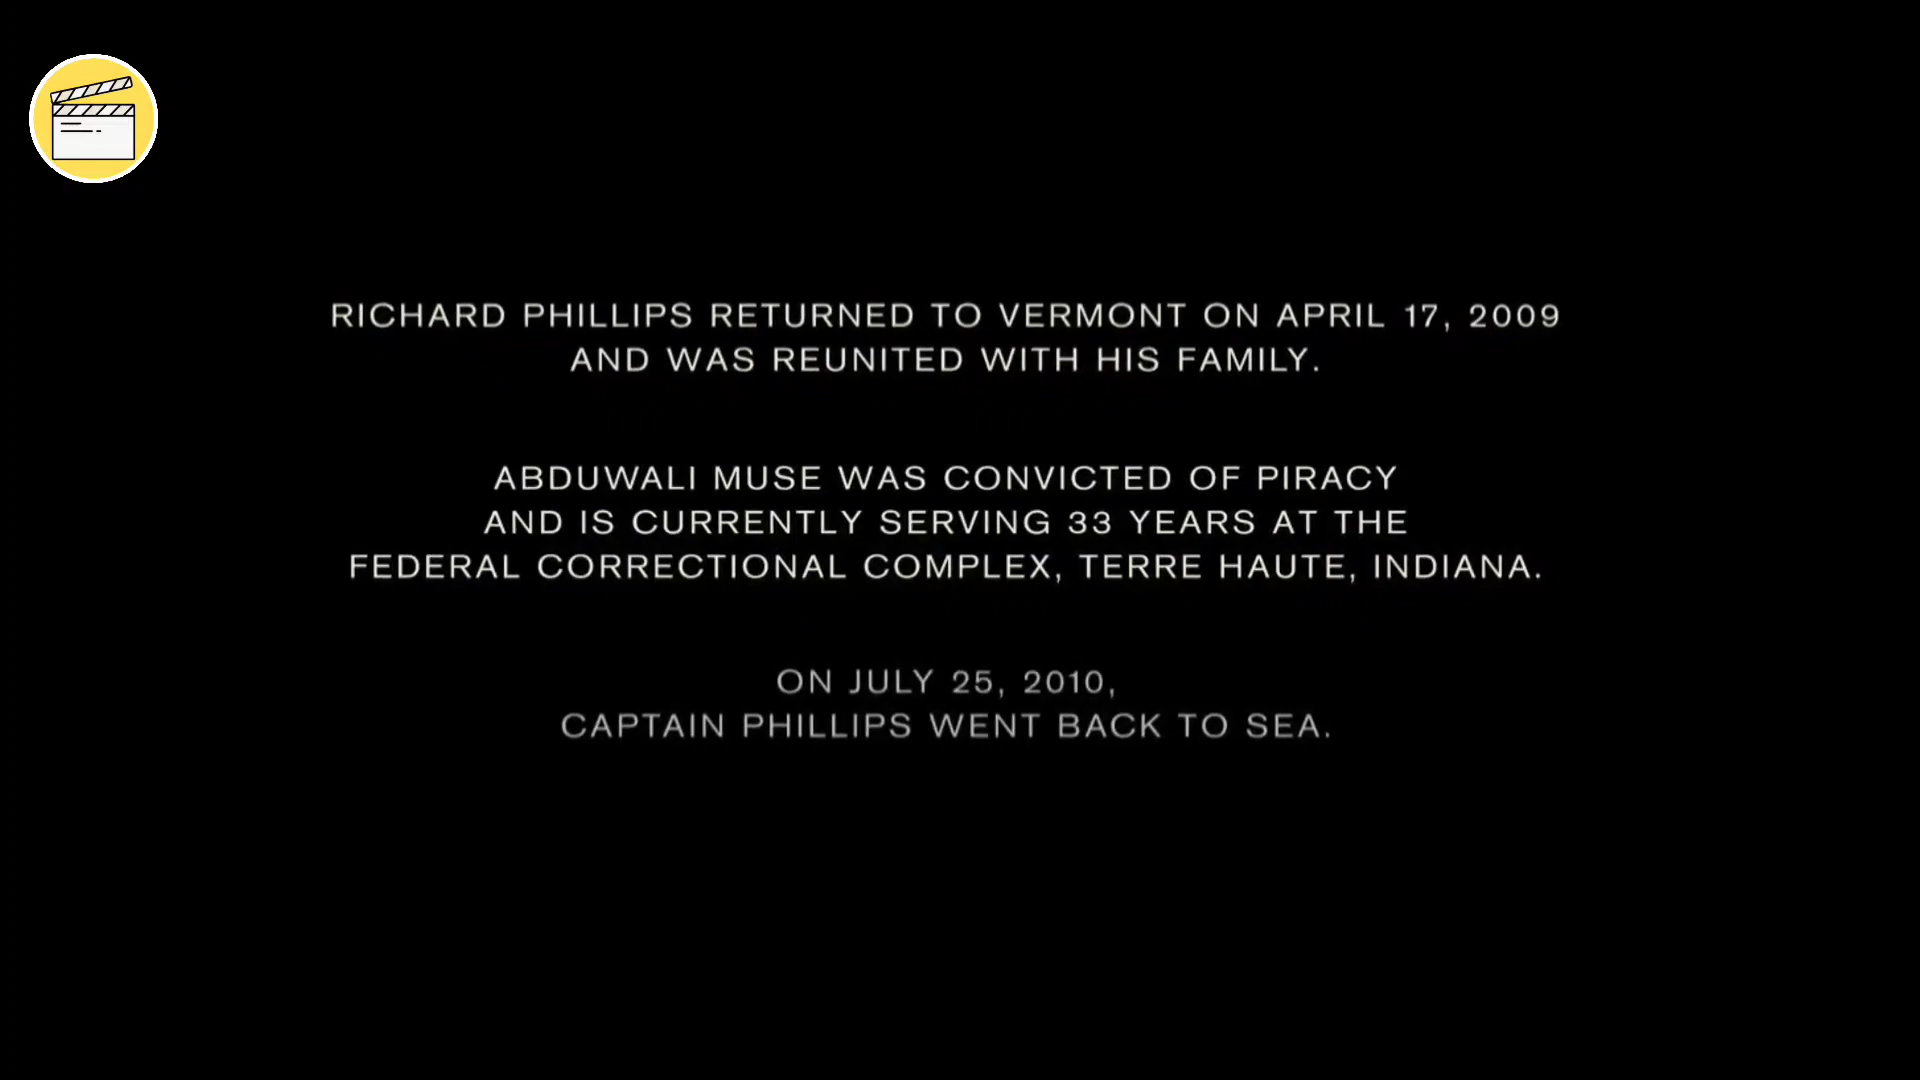 RICHARD PHILLIPS RETURNED TO VERMONT ON APRIL 17, 2009
AND WAS REUNITED WITH HIS FAMILY.
ABDUWALI MUSE WAS CONVICTED OF PIRACY
AND IS CURRENTLY SERVING 33 YEARS AT THE
FEDERAL CORRECTIONAL COMPLEX, TERRE HAUTE, INDIANA.
ON JULY 25, 2010,
CAPTAIN PHILLIPS WENT BACK TO SEA.